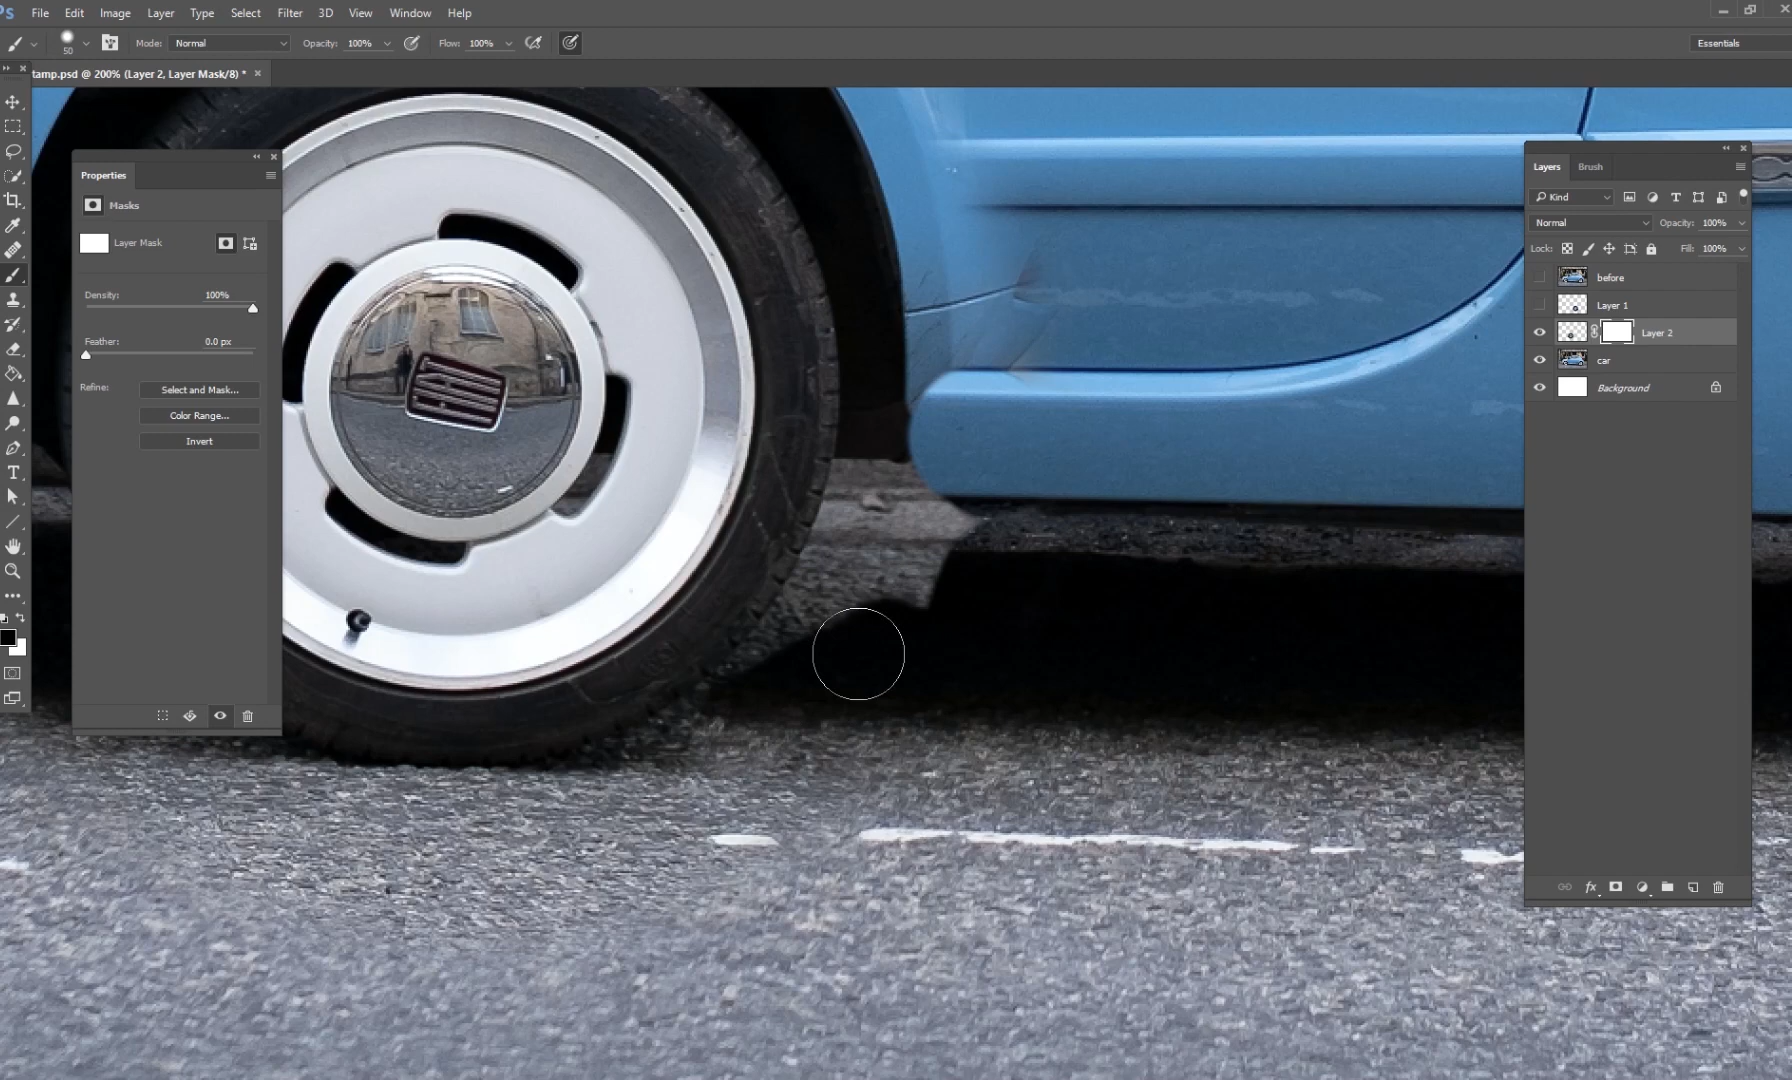 Ps File Edit Image Layer Type Select Filter 3D View Window Help
50 Mode: Normal Opacity: 100% Flow: 100% Essentials
tamp.psd @ 200% (Layer 2, Layer Mask/8) *
Properties
Masks
Layer Mask
Density: 100%
Feather: 0.0 px
Refine: Select and Mask...
Color Range...
Invert
Layers Brush
Kind
Normal Opacity: 100%
Lock: Fill: 100%
before
Layer 1
Layer 2
car
Background
fx